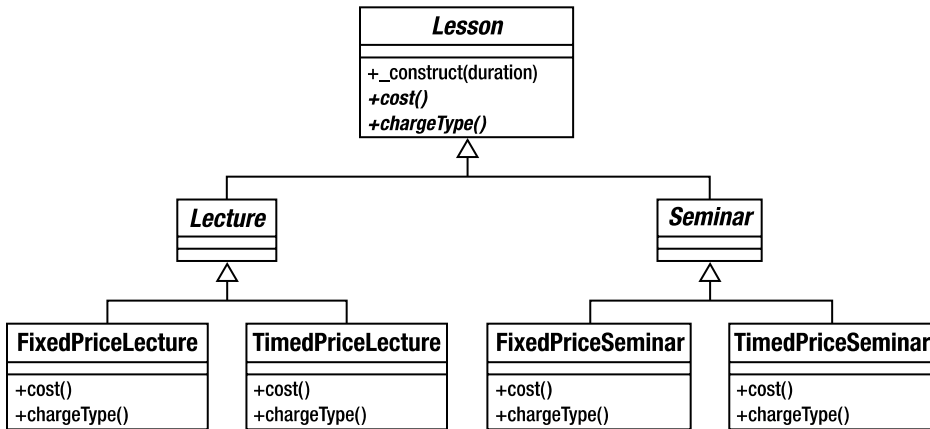 Lesson
+_construct(duration)
+cost()
+chargeType()
Lecture
Seminar
FixedPriceLecture
+cost()
+chargeType()
TimedPriceLecture
+cost()
+chargeType()
FixedPriceSeminar
+cost()
+chargeType()
TimedPriceSeminar
+cost()
+chargeType()